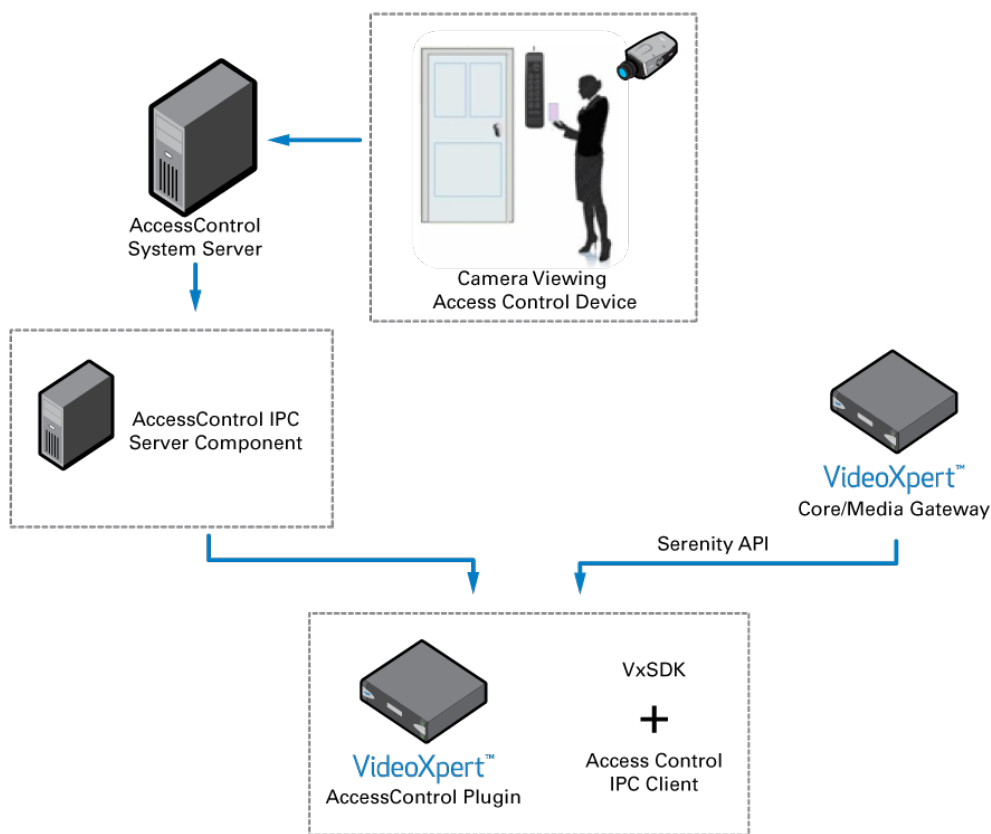 AccessControl
System Server
Camera Viewing
Access Control Device
AccessControl IPC
Server Component
VideoXpert™
Core/Media Gateway
Serenity API
VxSDK
+
Access Control
IPC Client
VideoXpert™
AccessControl Plugin